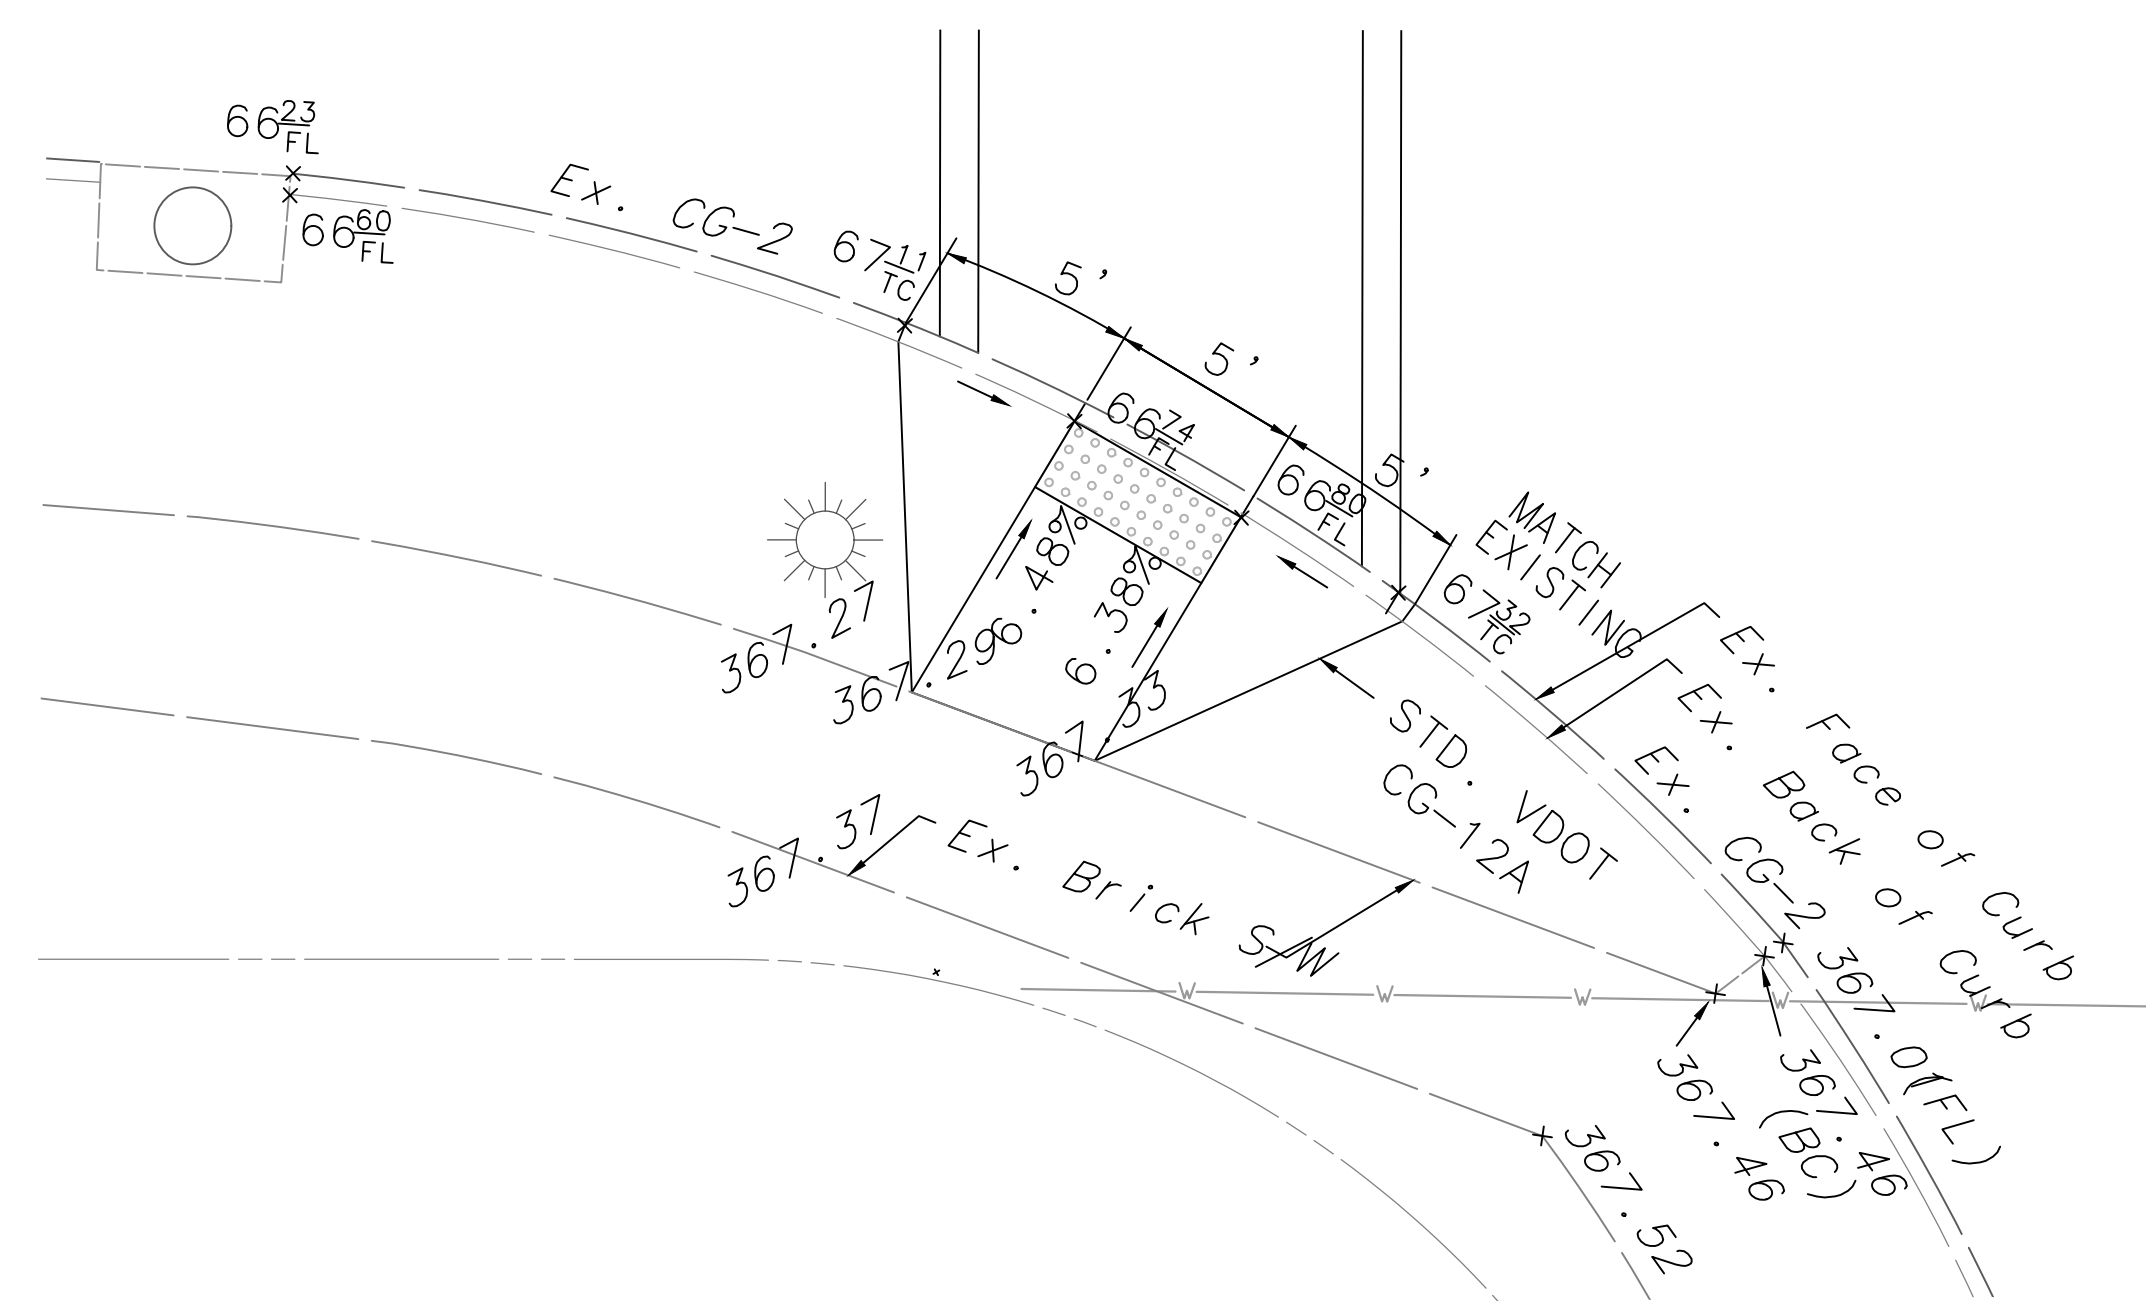 66 23
FL
66 60
FL
Ex. CG-2
67 11
TC
5'
5'
5'
66 74
FL
66 80
FL
MATCH
EXISTING
67 32
TC
6.48%
6.38%
367.27
367.29
367.33
367.37
STD. VDOT
CG-12A
Ex. Brick S/W
Ex. Face of Curb
Ex. Back of Curb
Ex. CG-2
W W W W W
367.01(FL)
367.46
(BC)
367.46
367.52